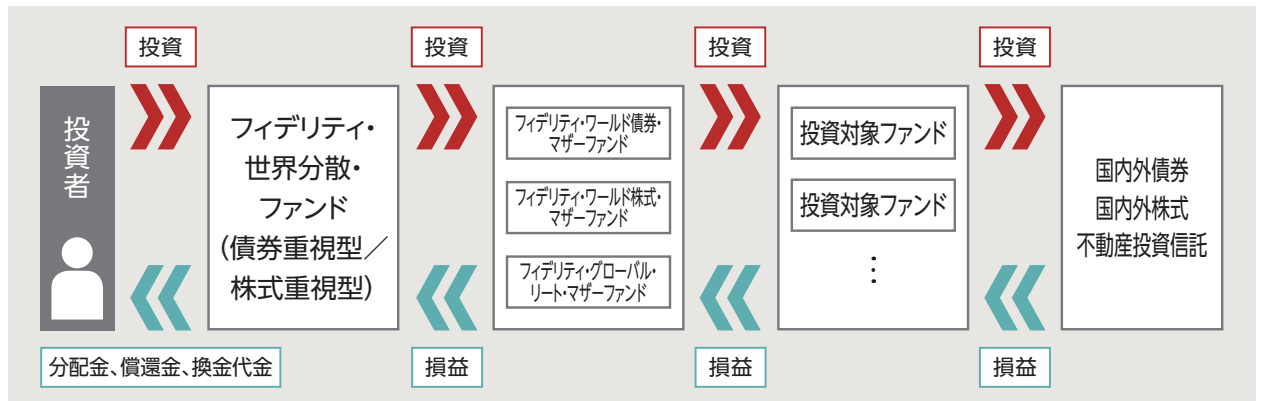 投資
投資
投資
投資
投資者
フィデリティ・
世界分散・
ファンド
(債券重視型／
株式重視型)
フィデリティ・ワールド債券・
マザーファンド
フィデリティ・ワールド株式・
マザーファンド
フィデリティ・グローバル・
リート・マザーファンド
投資対象ファンド
投資対象ファンド
⋮
国内外債券
国内外株式
不動産投資信託
分配金、償還金、換金代金
損益
損益
損益